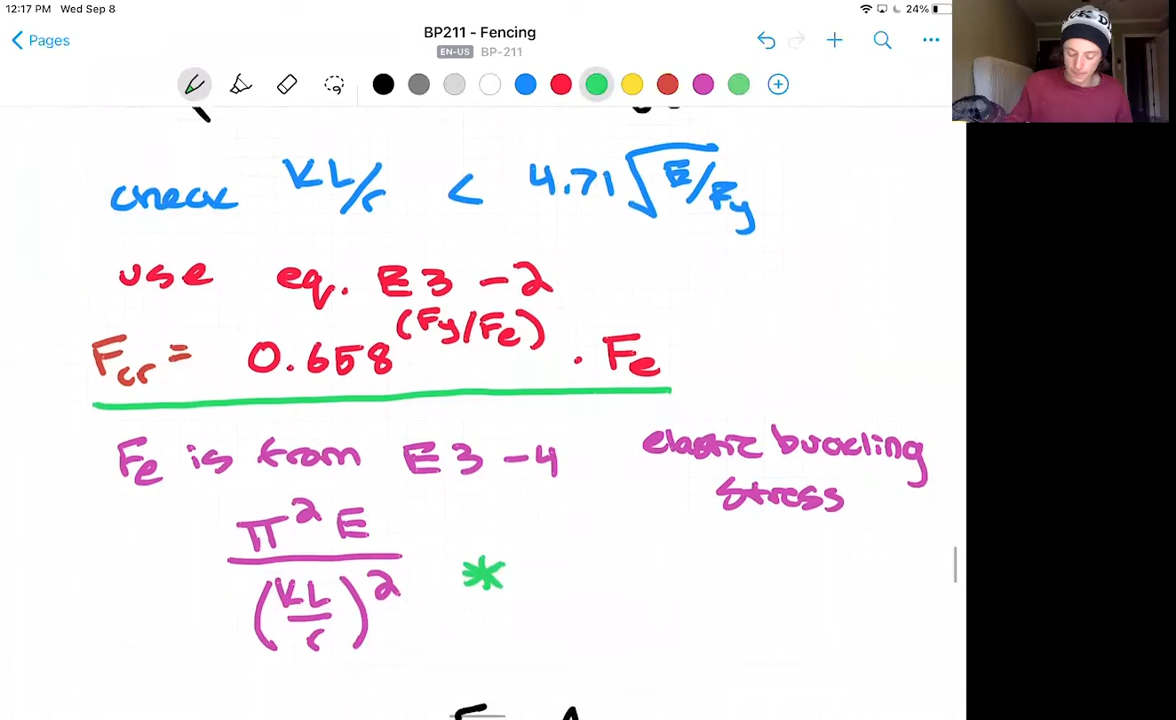 12:17 PM Wed Sep 8
24%
Pages
BP211 - Fencing
EN-US BP-211
check KL/r < 4.71√E/Fy
use eq. E3-2
Fcr = 0.658^(Fy/Fe) · Fe
Fe is from E3-4
elastic buckling
stress
π² E
(KL/r)² *